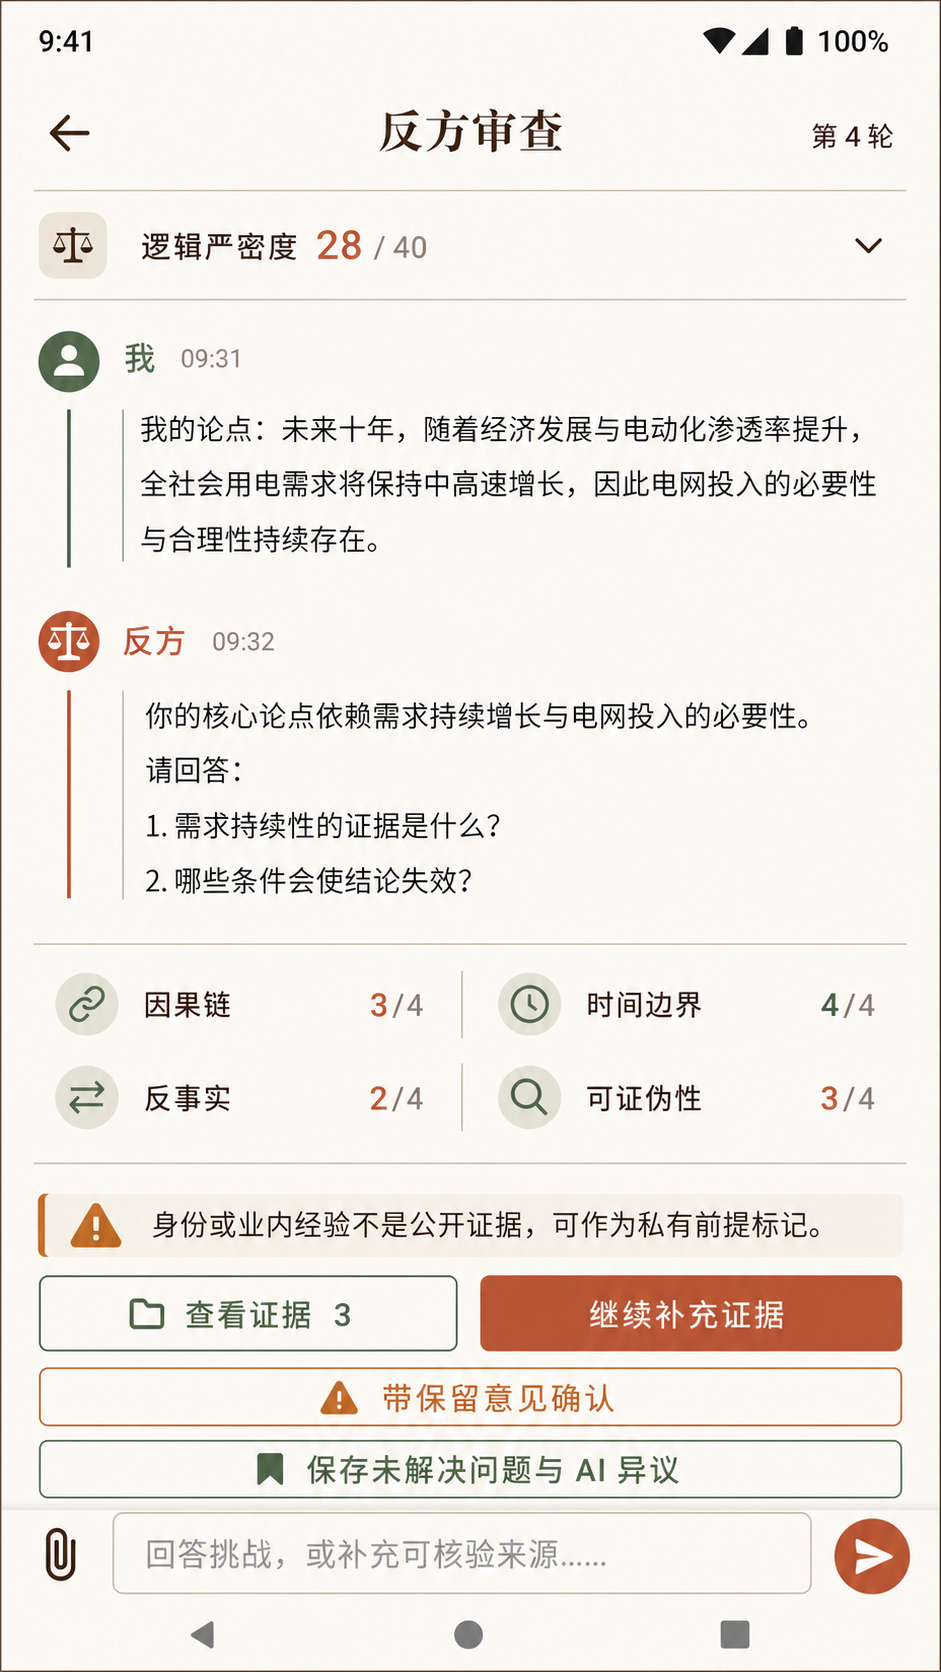 9:41 100%
反方审查
第 4 轮
逻辑严密度 28 / 40
我 09:31
我的论点：未来十年，随着经济发展与电动化渗透率提升，
全社会用电需求将保持中高速增长，因此电网投入的必要性
与合理性持续存在。
反方 09:32
你的核心论点依赖需求持续增长与电网投入的必要性。
请回答：
1. 需求持续性的证据是什么？
2. 哪些条件会使结论失效？
因果链 3/4
时间边界 4/4
反事实 2/4
可证伪性 3/4
身份或业内经验不是公开证据，可作为私有前提标记。
查看证据 3
继续补充证据
带保留意见确认
保存未解决问题与 AI 异议
回答挑战，或补充可核验来源......